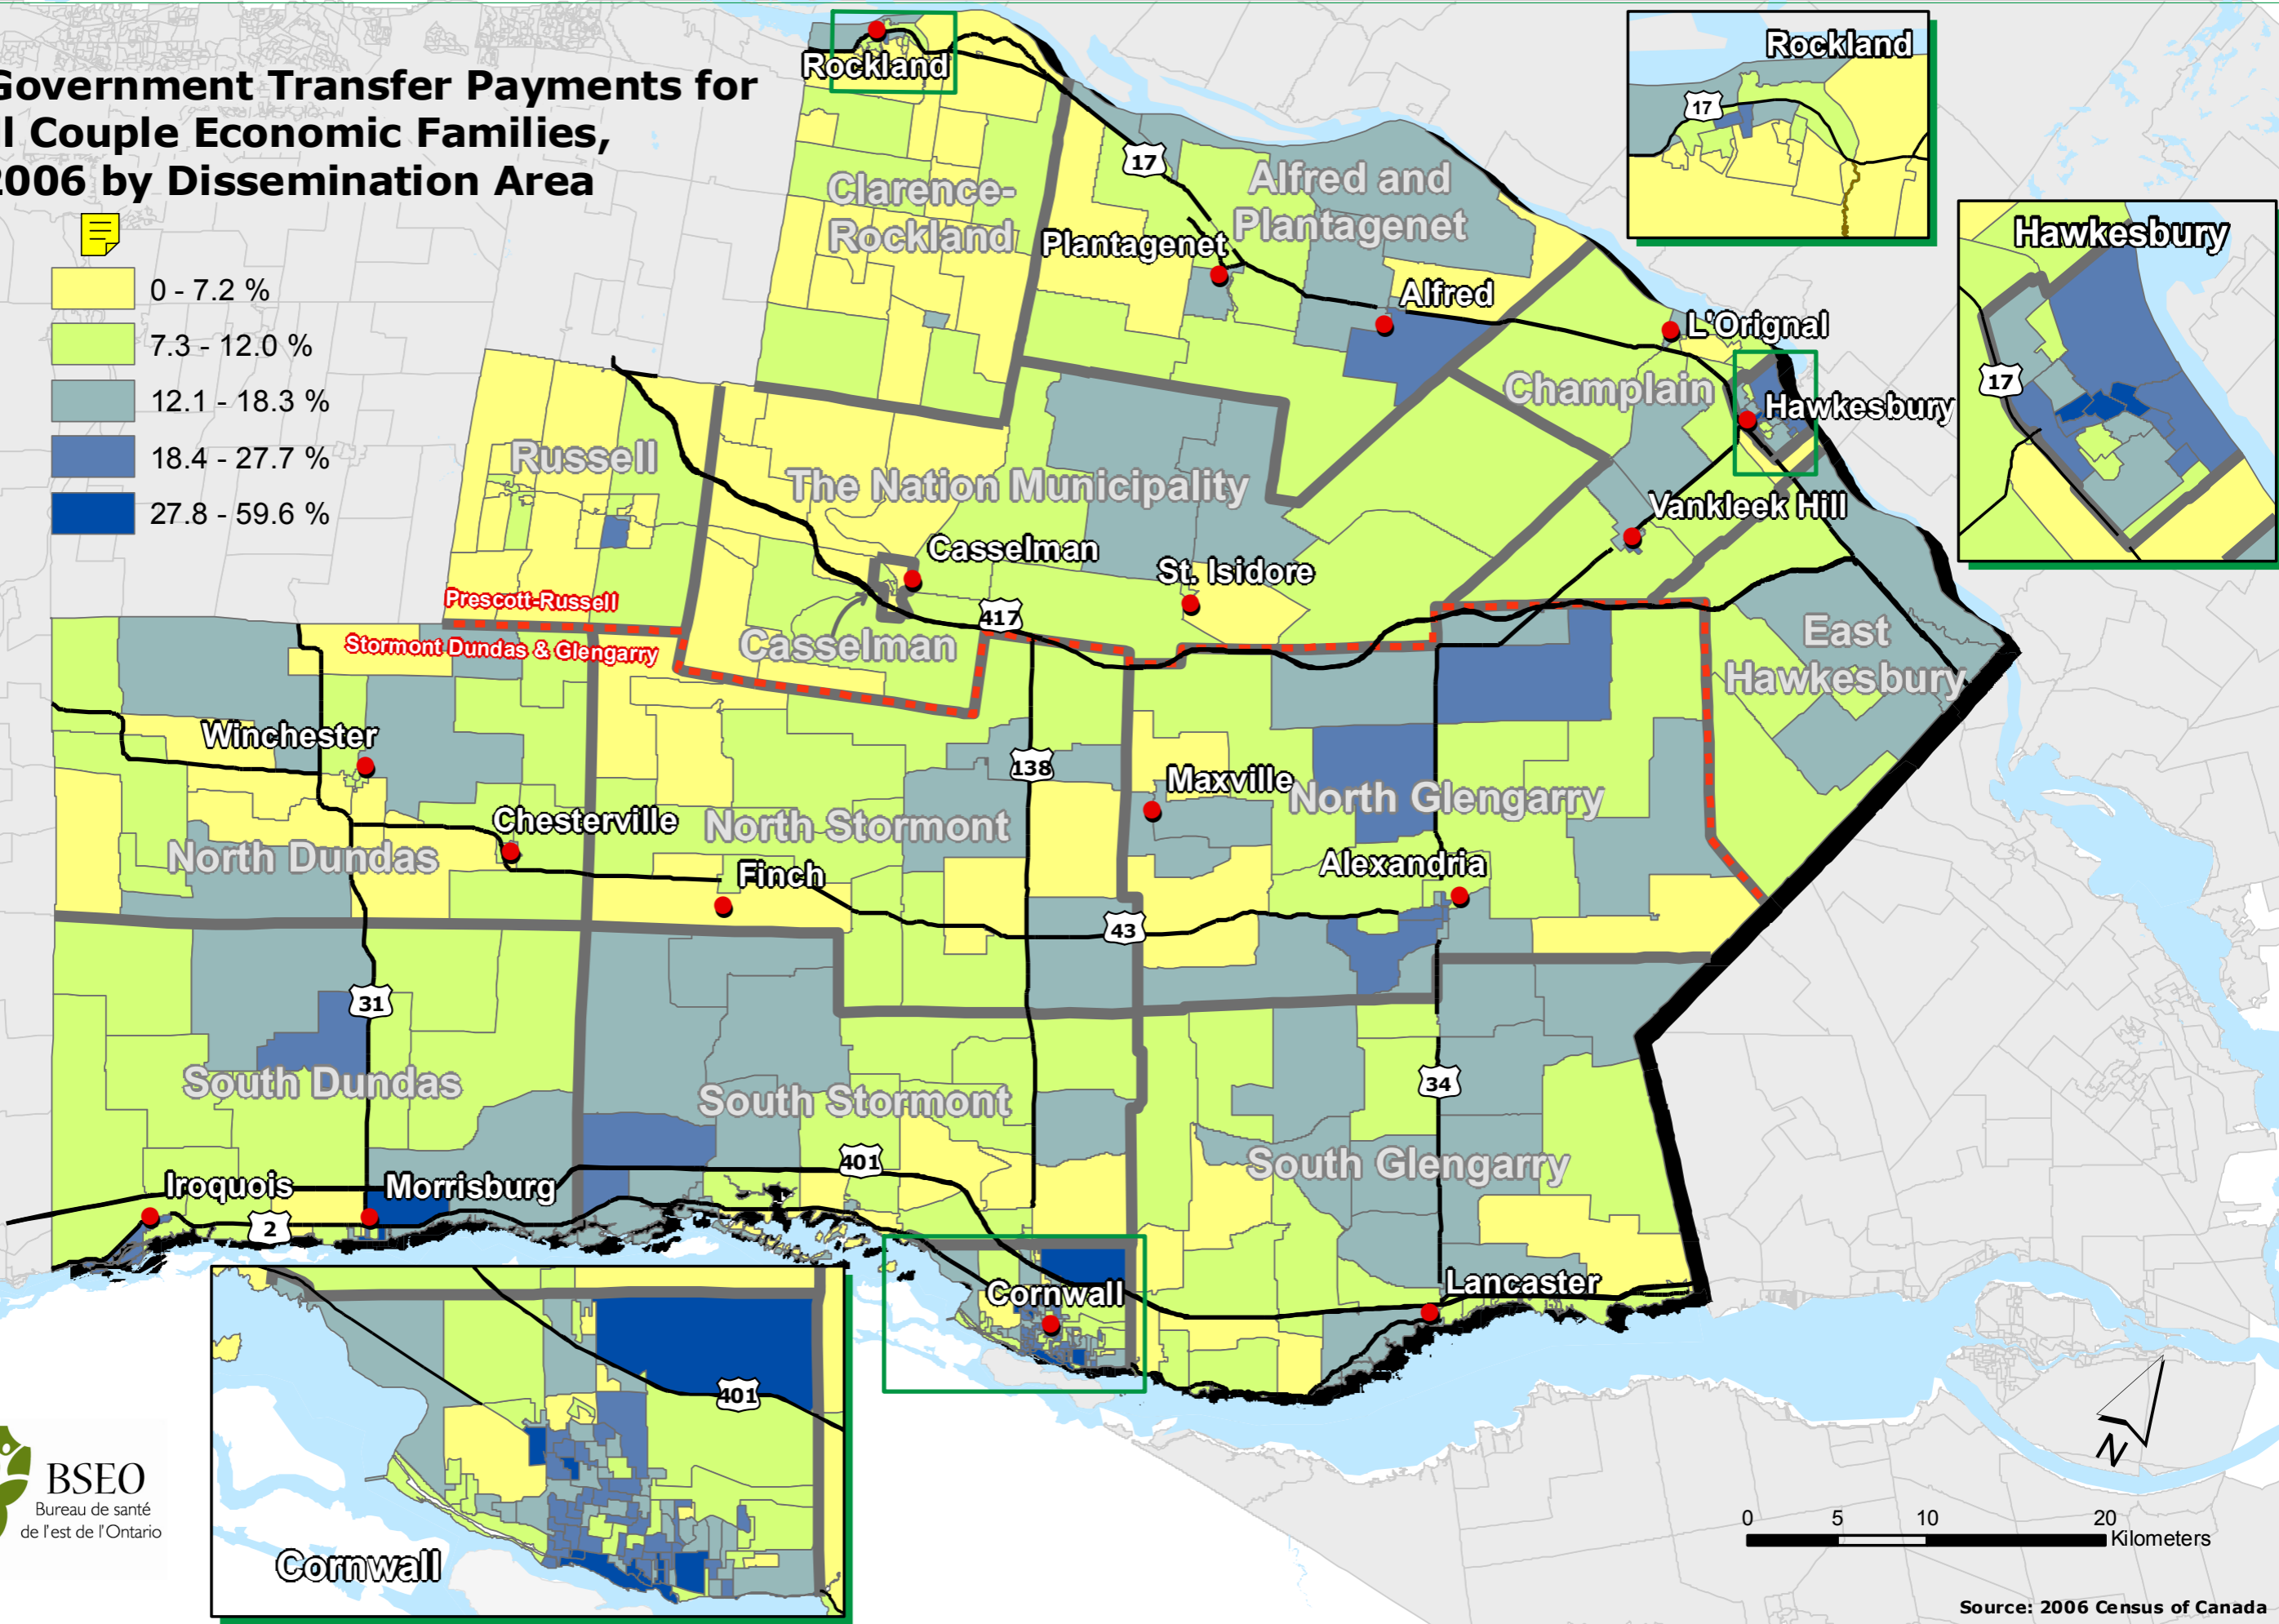 Government Transfer Payments for
l Couple Economic Families,
2006 by Dissemination Area
0 - 7.2 %
7.3 - 12.0 %
12.1 - 18.3 %
18.4 - 27.7 %
27.8 - 59.6 %
Rockland
Rockland
17
Hawkesbury
17
Clarence-
Rockland
17
Alfred and
Plantagenet
Plantagenet
Alfred
L'Orignal
Champlain
Hawkesbury
Russell
The Nation Municipality
Vankleek Hill
Casselman
St. Isidore
Prescott-Russell
Stormont Dundas & Glengarry
417
Casselman
East
Hawkesbury
Winchester
138
Maxville
North Glengarry
Chesterville
North Stormont
North Dundas
Finch
Alexandria
43
31
South Dundas
South Stormont
34
401
South Glengarry
Iroquois
Morrisburg
2
Cornwall
Lancaster
401
Cornwall
BSEO
Bureau de santé
de l'est de l'Ontario
N
0 5 10 20
Kilometers
Source: 2006 Census of Canada